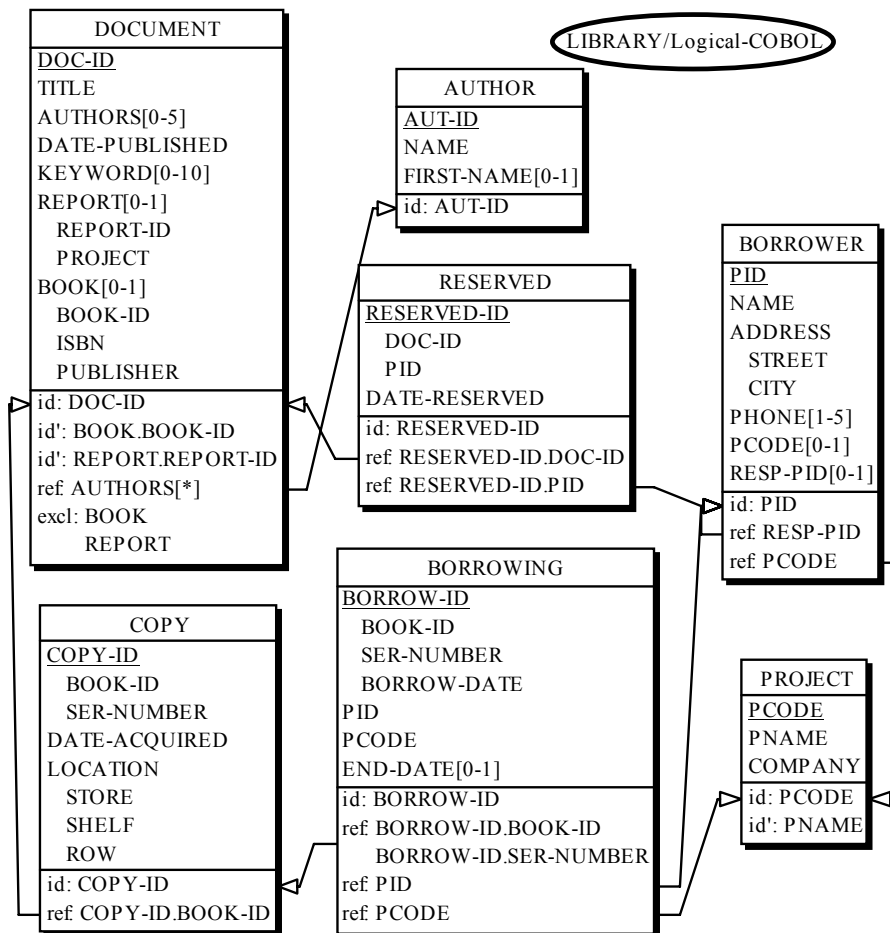 LIBRARY/Logical-COBOL
DOCUMENT
DOC-ID
TITLE
AUTHORS[0-5]
DATE-PUBLISHED
KEYWORD[0-10]
REPORT[0-1]
REPORT-ID
PROJECT
BOOK[0-1]
BOOK-ID
ISBN
PUBLISHER
id: DOC-ID
id': BOOK.BOOK-ID
id': REPORT.REPORT-ID
ref: AUTHORS[*]
excl: BOOK
REPORT
AUTHOR
AUT-ID
NAME
FIRST-NAME[0-1]
id: AUT-ID
RESERVED
RESERVED-ID
DOC-ID
PID
DATE-RESERVED
id: RESERVED-ID
ref: RESERVED-ID.DOC-ID
ref: RESERVED-ID.PID
BORROWER
PID
NAME
ADDRESS
STREET
CITY
PHONE[1-5]
PCODE[0-1]
RESP-PID[0-1]
id: PID
ref: RESP-PID
ref: PCODE
COPY
COPY-ID
BOOK-ID
SER-NUMBER
DATE-ACQUIRED
LOCATION
STORE
SHELF
ROW
id: COPY-ID
ref: COPY-ID.BOOK-ID
BORROWING
BORROW-ID
BOOK-ID
SER-NUMBER
BORROW-DATE
PID
PCODE
END-DATE[0-1]
id: BORROW-ID
ref: BORROW-ID.BOOK-ID
BORROW-ID.SER-NUMBER
ref: PID
ref: PCODE
PROJECT
PCODE
PNAME
COMPANY
id: PCODE
id': PNAME